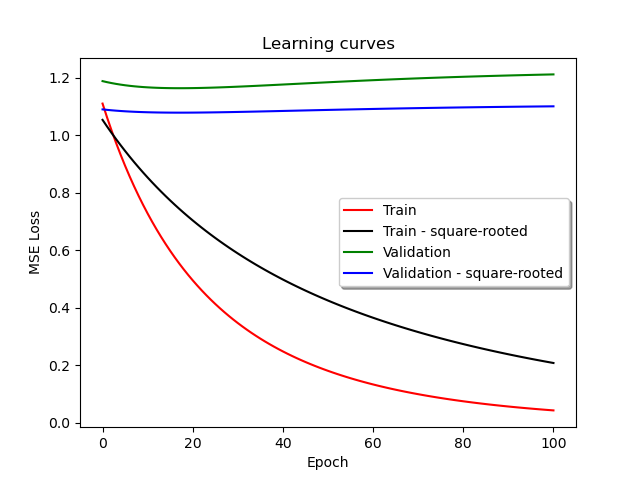 Learning curves
MSE Loss
1.2
1.0
0.8
0.6
0.4
0.2
0.0
Train
Train - square-rooted
Validation
Validation - square-rooted
0 20 40 60 80 100
Epoch